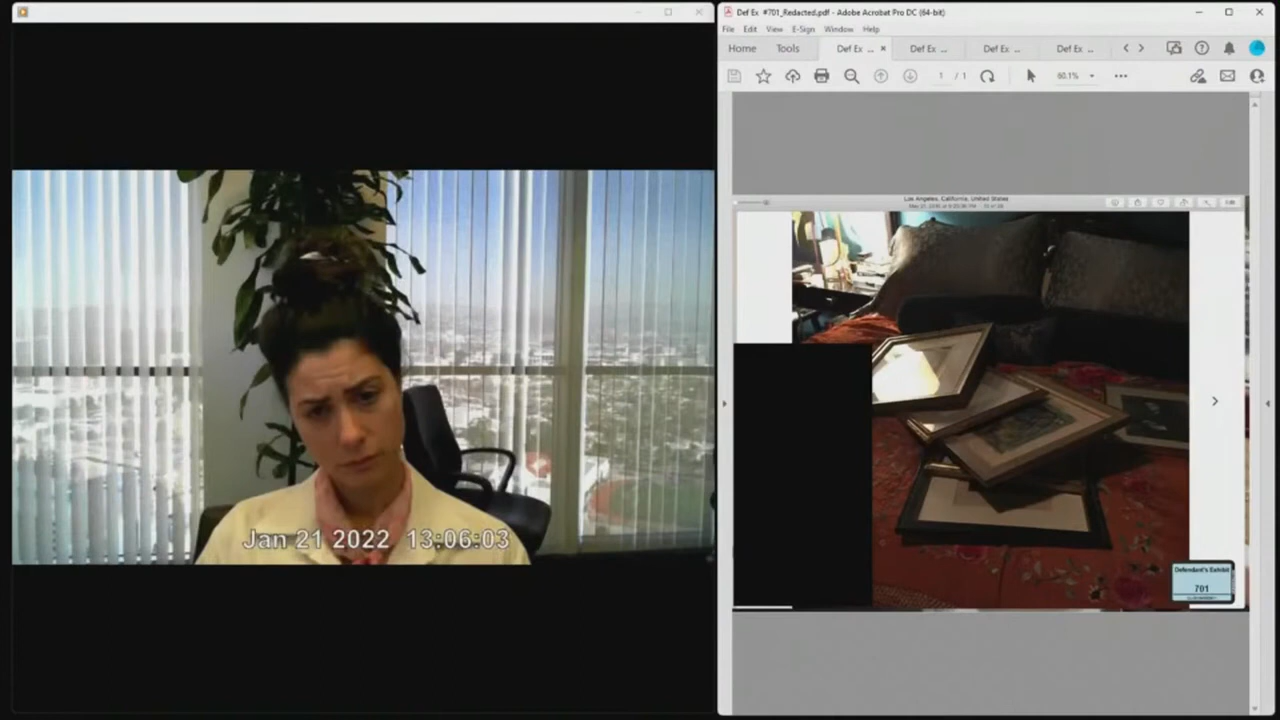 Def Ex #701_Redacted.pdf - Adobe Acrobat Pro DC (64-bit)
File Edit View E-Sign Window Help
Home Tools Def Ex ... × Def Ex ... Def Ex ... Def Ex ...
1 / 1 60.1%
Los Angeles, California, United States
Jan 21 2022 13:06:03
Defendant's Exhibit
701